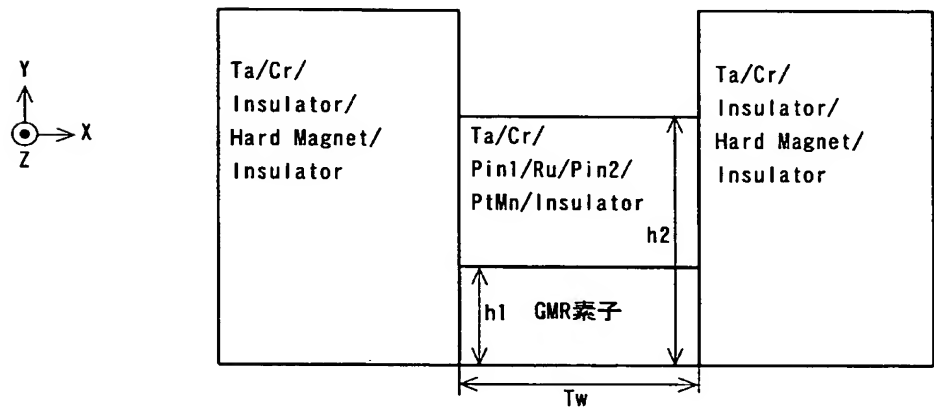 Y
X
Z
Ta/Cr/
Insulator/
Hard Magnet/
Insulator
Ta/Cr/
Pin1/Ru/Pin2/
PtMn/Insulator
h2
h1
GMR素子
Tw
Ta/Cr/
Insulator/
Hard Magnet/
Insulator